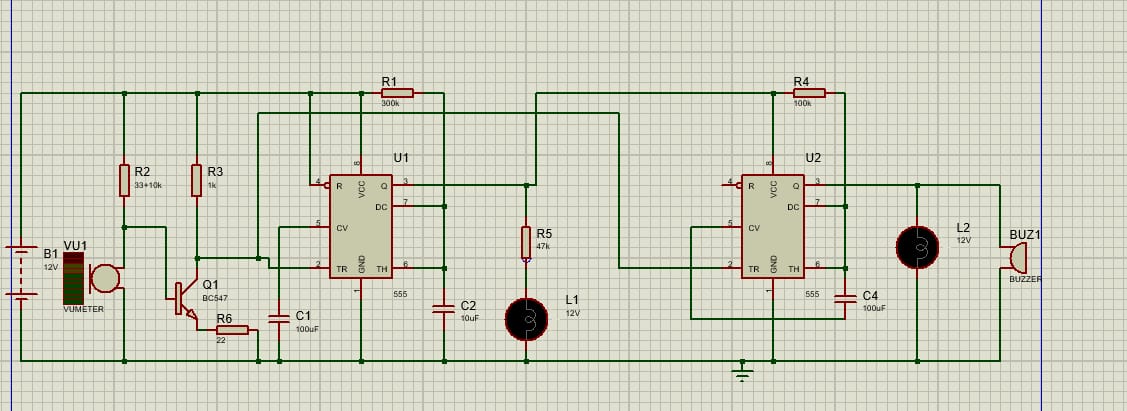 R1
300k
R4
100k
U1
U2
R2
33+10k
R3
1k
8
4
R
VCC
Q
3
DC
7
5
CV
GND
2
TR
TH
6
1
555
8
4
R
VCC
Q
3
DC
7
5
CV
GND
2
TR
TH
6
1
555
B1
12V
VU1
VUMETER
Q1
BC547
R6
22
C1
100uF
C2
10uF
R5
47k
L1
12V
C4
100uF
L2
12V
BUZ1
BUZZER